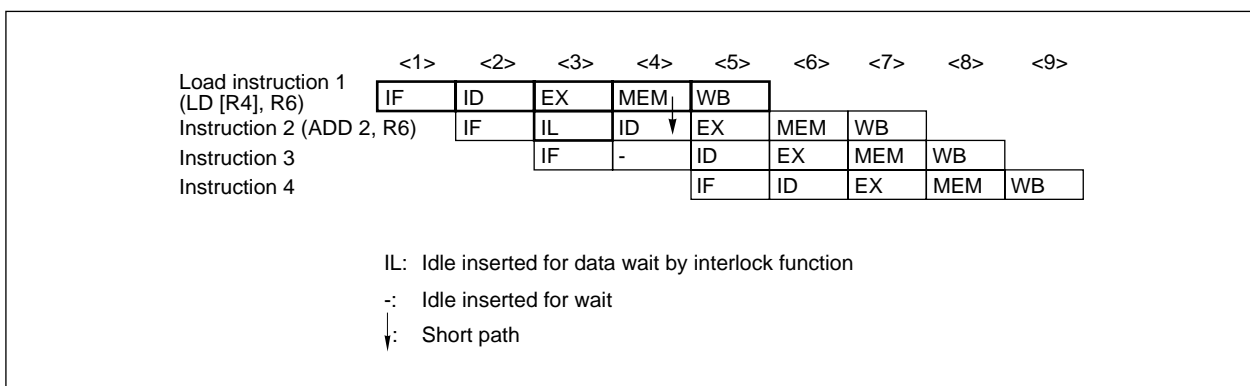 <1> <2> <3> <4> <5> <6> <7> <8> <9>
Load instruction 1
(LD [R4], R6) IF ID EX MEM WB
Instruction 2 (ADD 2, R6) IF IL ID EX MEM WB
Instruction 3 IF - ID EX MEM WB
Instruction 4 IF ID EX MEM WB
IL: Idle inserted for data wait by interlock function
-: Idle inserted for wait
↓: Short path